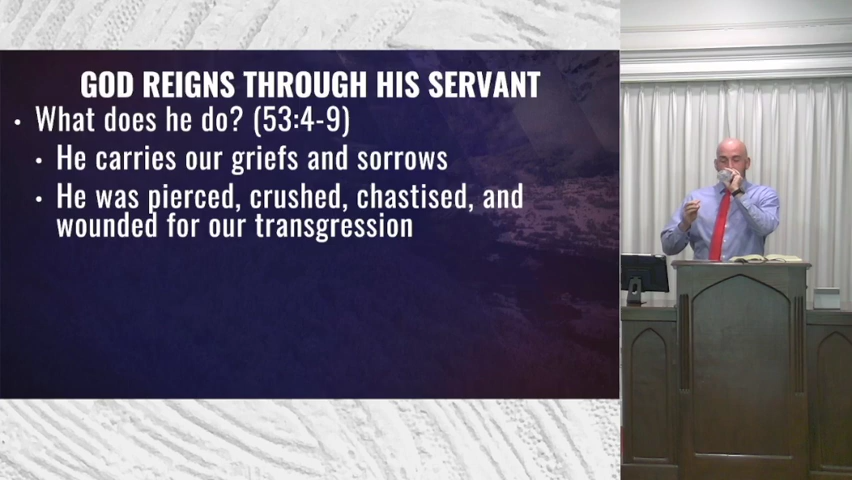 GOD REIGNS THROUGH HIS SERVANT
• What does he do? (53:4-9)
• He carries our griefs and sorrows
• He was pierced, crushed, chastised, and
wounded for our transgression